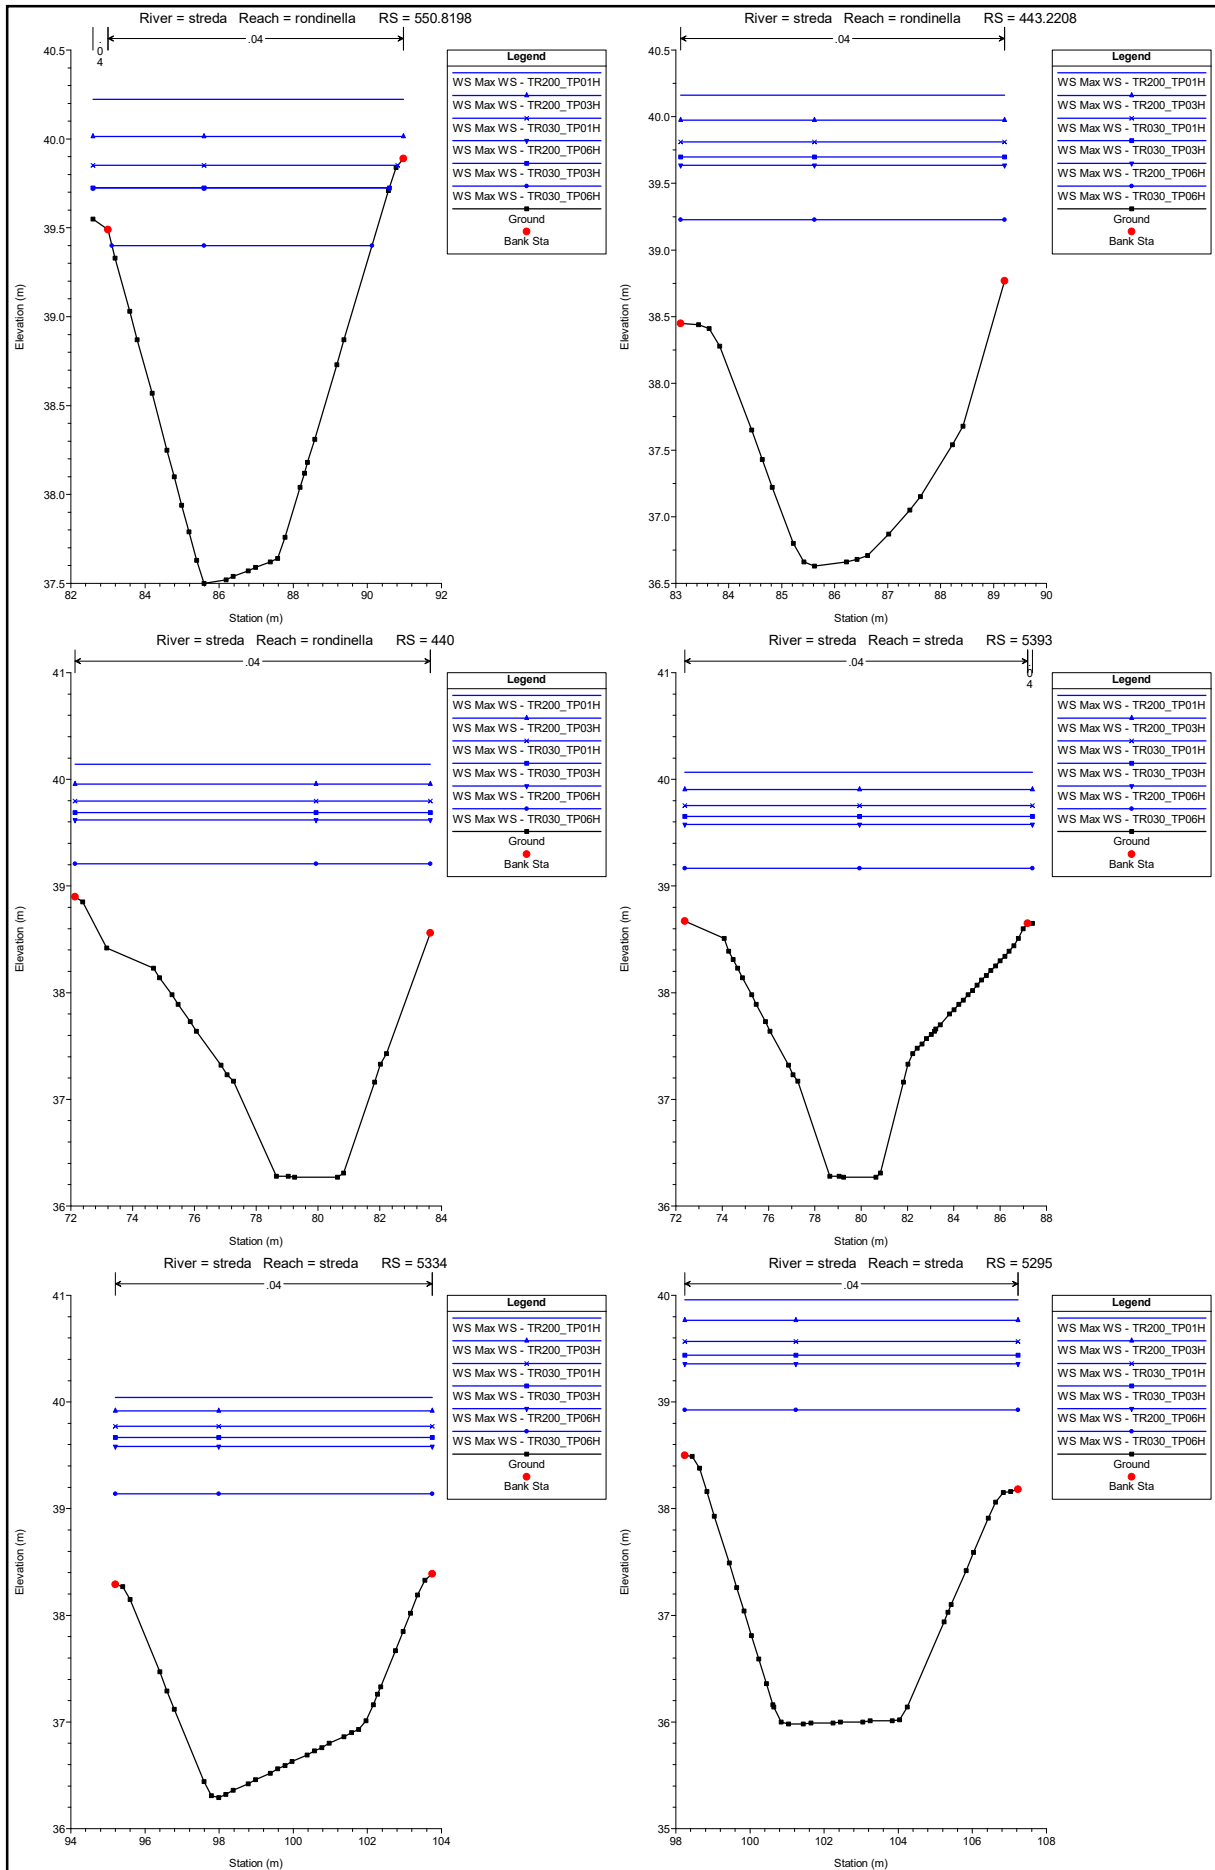 River = streda Reach = rondinella RS = 550.8198
.04
.04
Legend
WS Max WS - TR200_TP01H
WS Max WS - TR200_TP03H
WS Max WS - TR030_TP01H
WS Max WS - TR200_TP06H
WS Max WS - TR030_TP03H
WS Max WS - TR030_TP06H
Ground
Bank Sta
Elevation (m)
40.5
40.0
39.5
39.0
38.5
38.0
37.5
82 84 86 88 90 92
Station (m)
River = streda Reach = rondinella RS = 443.2208
.04
Legend
WS Max WS - TR200_TP01H
WS Max WS - TR200_TP03H
WS Max WS - TR030_TP01H
WS Max WS - TR030_TP03H
WS Max WS - TR200_TP06H
WS Max WS - TR030_TP06H
Ground
Bank Sta
Elevation (m)
40.5
40.0
39.5
39.0
38.5
38.0
37.5
37.0
36.5
83 84 85 86 87 88 89 90
Station (m)
River = streda Reach = rondinella RS = 440
.04
Legend
WS Max WS - TR200_TP01H
WS Max WS - TR200_TP03H
WS Max WS - TR030_TP01H
WS Max WS - TR030_TP03H
WS Max WS - TR200_TP06H
WS Max WS - TR030_TP06H
Ground
Bank Sta
Elevation (m)
41
40
39
38
37
36
72 74 76 78 80 82 84
Station (m)
River = streda Reach = streda RS = 5393
.04
.04
Legend
WS Max WS - TR200_TP01H
WS Max WS - TR200_TP03H
WS Max WS - TR030_TP01H
WS Max WS - TR030_TP03H
WS Max WS - TR200_TP06H
WS Max WS - TR030_TP06H
Ground
Bank Sta
Elevation (m)
41
40
39
38
37
36
72 74 76 78 80 82 84 86 88
Station (m)
River = streda Reach = streda RS = 5334
.04
Legend
WS Max WS - TR200_TP01H
WS Max WS - TR200_TP03H
WS Max WS - TR030_TP01H
WS Max WS - TR030_TP03H
WS Max WS - TR200_TP06H
WS Max WS - TR030_TP06H
Ground
Bank Sta
Elevation (m)
41
40
39
38
37
36
94 96 98 100 102 104
Station (m)
River = streda Reach = streda RS = 5295
.04
Legend
WS Max WS - TR200_TP01H
WS Max WS - TR200_TP03H
WS Max WS - TR030_TP01H
WS Max WS - TR030_TP03H
WS Max WS - TR200_TP06H
WS Max WS - TR030_TP06H
Ground
Bank Sta
Elevation (m)
40
39
38
37
36
35
98 100 102 104 106 108
Station (m)